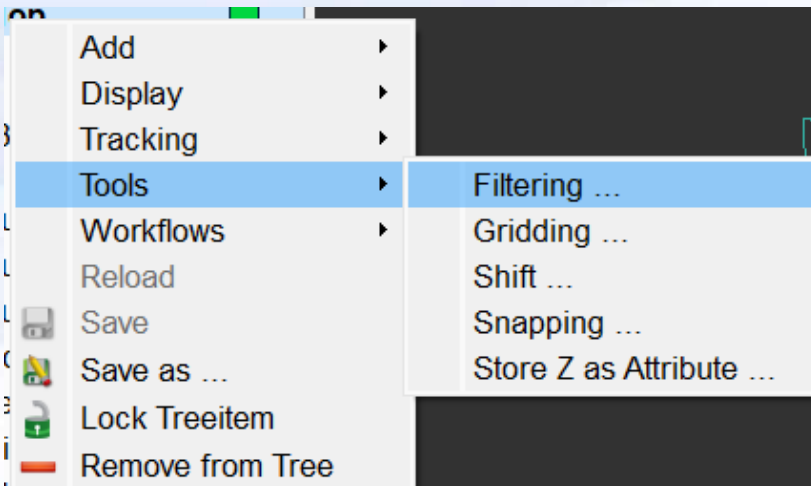 Add
Display
Tracking
Tools
Workflows
Reload
Save
Save as ...
Lock Treeitem
Remove from Tree
Filtering ...
Gridding ...
Shift ...
Snapping ...
Store Z as Attribute ...